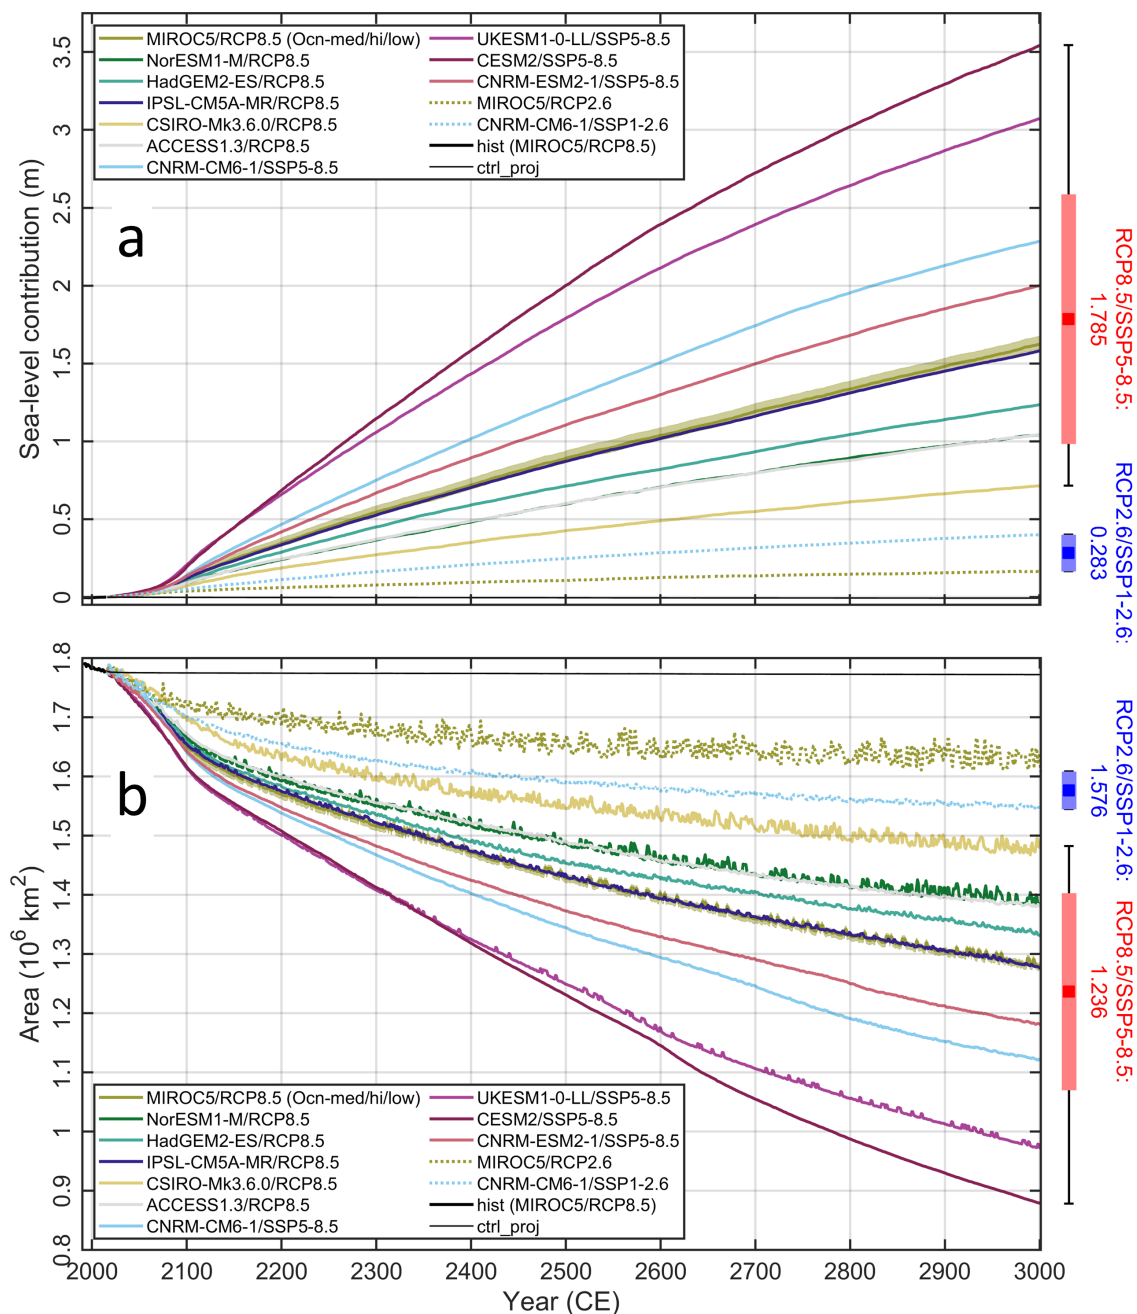 MIROC5/RCP8.5 (Ocn-med/hi/low)
NorESM1-M/RCP8.5
HadGEM2-ES/RCP8.5
IPSL-CM5A-MR/RCP8.5
CSIRO-Mk3.6.0/RCP8.5
ACCESS1.3/RCP8.5
CNRM-CM6-1/SSP5-8.5
UKESM1-0-LL/SSP5-8.5
CESM2/SSP5-8.5
CNRM-ESM2-1/SSP5-8.5
MIROC5/RCP2.6
CNRM-CM6-1/SSP1-2.6
hist (MIROC5/RCP8.5)
ctrl_proj
a
Sea-level contribution (m)
3.5
3
2.5
2
1.5
1
0.5
0
RCP8.5/SSP5-8.5:
1.785
RCP2.6/SSP1-2.6:
0.283
b
Area (10⁶ km²)
1.8
1.7
1.6
1.5
1.4
1.3
1.2
1.1
1
0.9
0.8
MIROC5/RCP8.5 (Ocn-med/hi/low)
NorESM1-M/RCP8.5
HadGEM2-ES/RCP8.5
IPSL-CM5A-MR/RCP8.5
CSIRO-Mk3.6.0/RCP8.5
ACCESS1.3/RCP8.5
CNRM-CM6-1/SSP5-8.5
UKESM1-0-LL/SSP5-8.5
CESM2/SSP5-8.5
CNRM-ESM2-1/SSP5-8.5
MIROC5/RCP2.6
CNRM-CM6-1/SSP1-2.6
hist (MIROC5/RCP8.5)
ctrl_proj
RCP2.6/SSP1-2.6:
1.576
RCP8.5/SSP5-8.5:
1.236
2000 2100 2200 2300 2400 2500 2600 2700 2800 2900 3000
Year (CE)